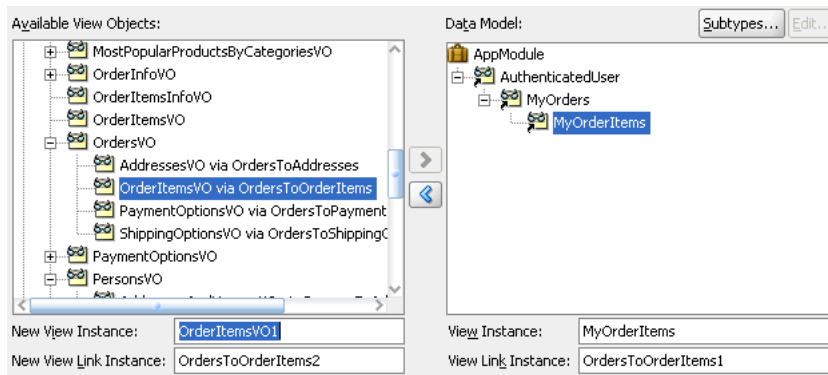 Available View Objects:
MostPopularProductsByCategoriesVO
OrderInfoVO
OrderItemsInfoVO
OrderItemsVO
OrdersVO
AddressesVO via OrdersToAddresses
OrderItemsVO via OrdersToOrderItems
PaymentOptionsVO via OrdersToPayment
ShippingOptionsVO via OrdersToShipping
PaymentOptionsVO
PersonsVO
New View Instance: OrderItemsVO1
New View Link Instance: OrdersToOrderItems2
Data Model: Subtypes... Edit...
AppModule
AuthenticatedUser
MyOrders
MyOrderItems
View Instance: MyOrderItems
View Link Instance: OrdersToOrderItems1